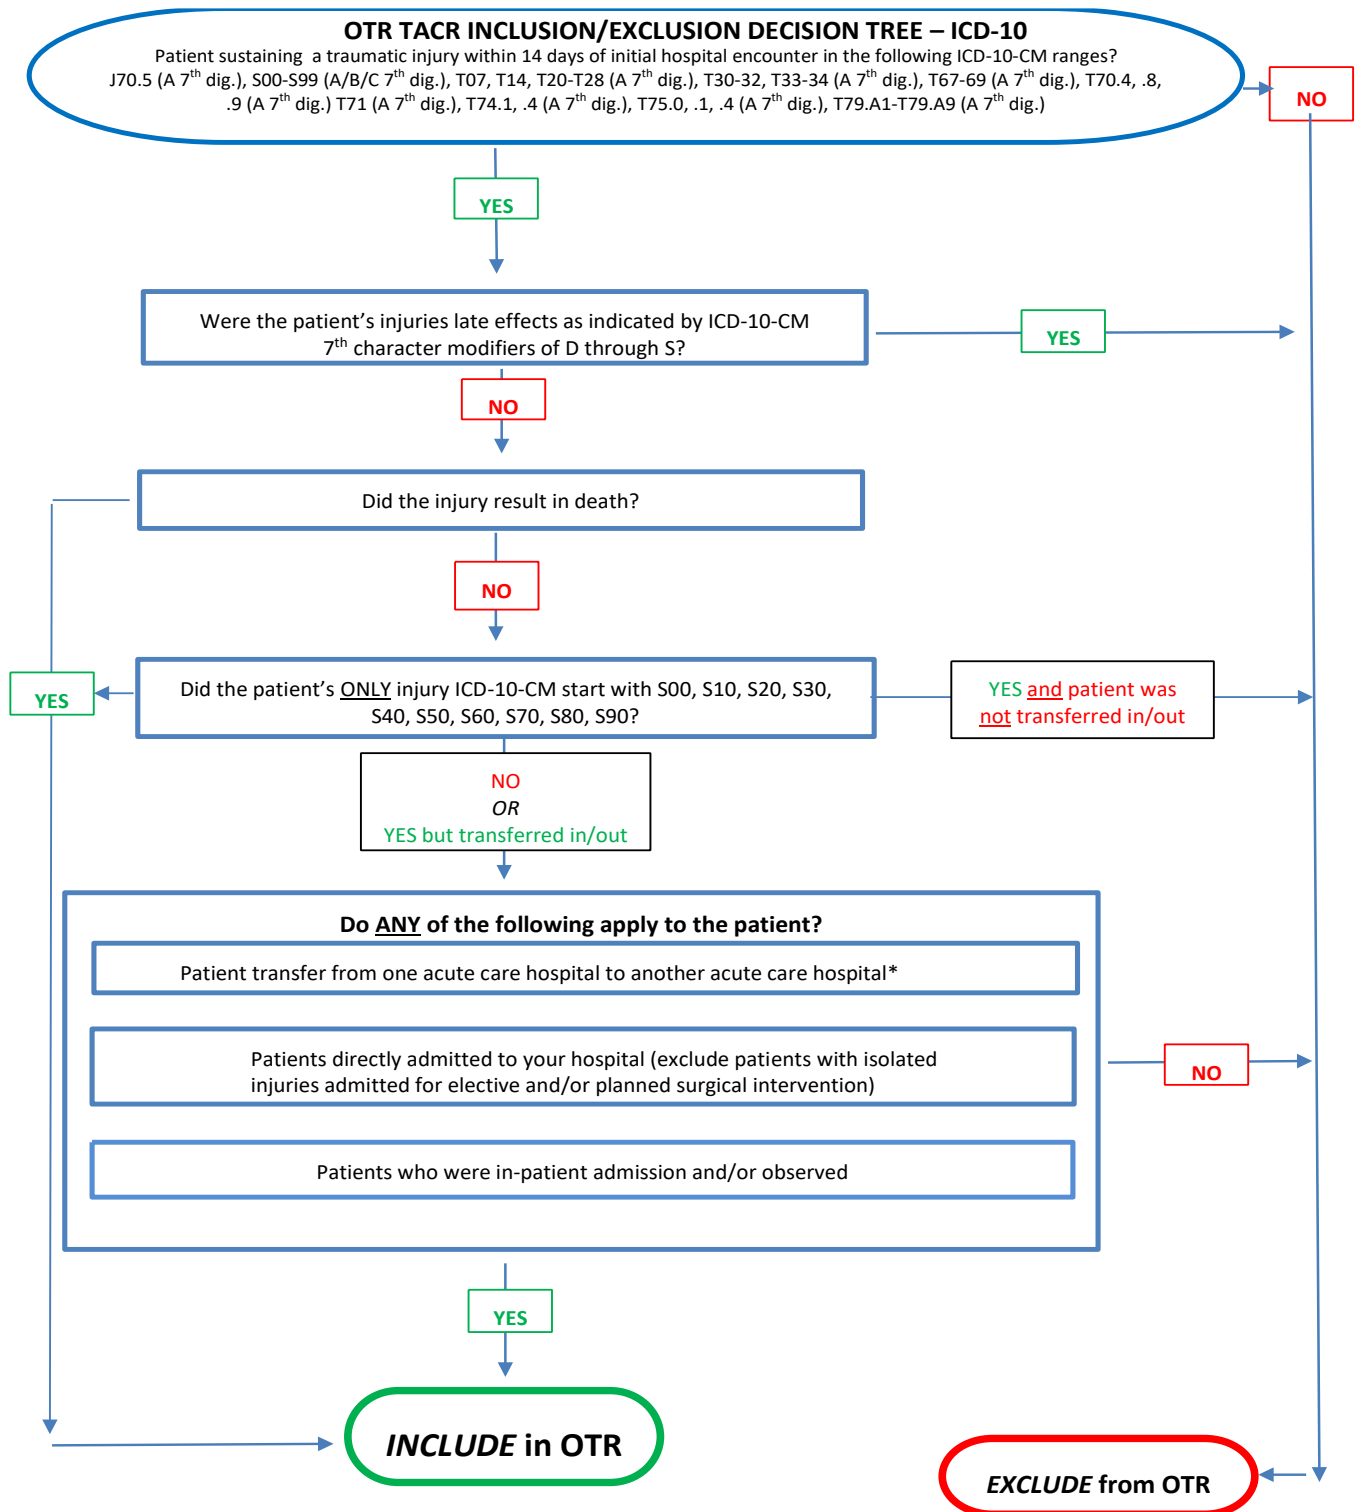 OTR TACR INCLUSION/EXCLUSION DECISION TREE – ICD-10
Patient sustaining a traumatic injury within 14 days of initial hospital encounter in the following ICD-10-CM ranges?
J70.5 (A 7th dig.), S00-S99 (A/B/C 7th dig.), T07, T14, T20-T28 (A 7th dig.), T30-32, T33-34 (A 7th dig.), T67-69 (A 7th dig.), T70.4, .8,
.9 (A 7th dig.) T71 (A 7th dig.), T74.1, .4 (A 7th dig.), T75.0, .1, .4 (A 7th dig.), T79.A1-T79.A9 (A 7th dig.)
NO
YES
Were the patient’s injuries late effects as indicated by ICD-10-CM
7th character modifiers of D through S?
YES
NO
Did the injury result in death?
NO
YES
Did the patient’s ONLY injury ICD-10-CM start with S00, S10, S20, S30,
S40, S50, S60, S70, S80, S90?
YES and patient was
not transferred in/out
NO
OR
YES but transferred in/out
Do ANY of the following apply to the patient?
Patient transfer from one acute care hospital to another acute care hospital*
Patients directly admitted to your hospital (exclude patients with isolated
injuries admitted for elective and/or planned surgical intervention)
NO
Patients who were in-patient admission and/or observed
YES
INCLUDE in OTR
EXCLUDE from OTR